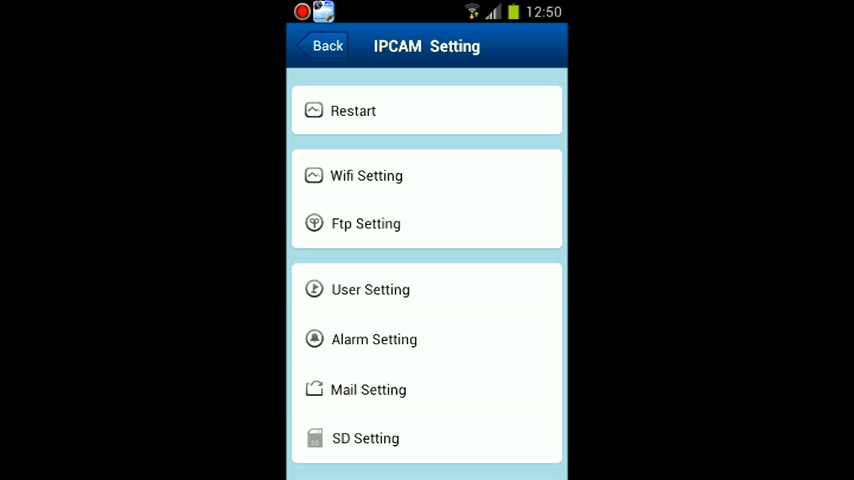 12:50
Back
IPCAM Setting
Restart
Wifi Setting
Ftp Setting
User Setting
Alarm Setting
Mail Setting
SD Setting